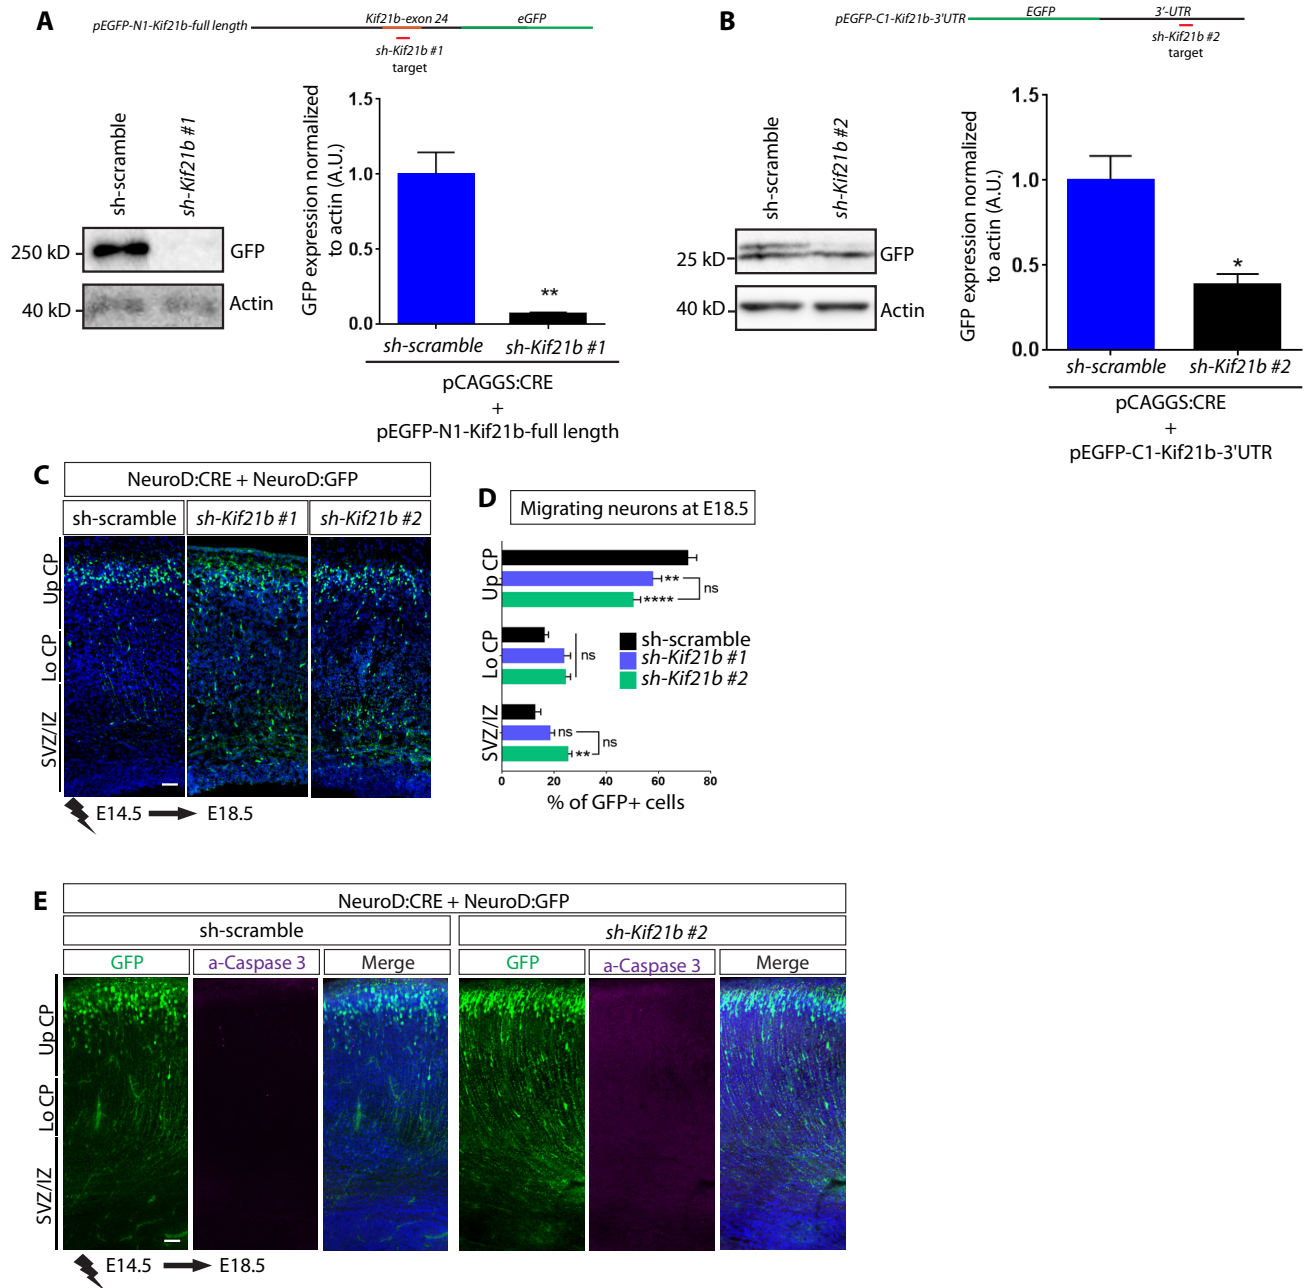 A
pEGFP-N1-Kif21b-full length
Kif21b-exon 24
eGFP
sh-Kif21b #1
target
sh-scramble
sh-Kif21b #1
250 kD
GFP
40 kD
Actin
GFP expression normalized
to actin (A.U.)
1.5
1.0
0.5
0.0
**
sh-scramble
sh-Kif21b #1
pCAGGS:CRE
+
pEGFP-N1-Kif21b-full length
B
pEGFP-C1-Kif21b-3'UTR
EGFP
3'-UTR
sh-Kif21b #2
target
sh-scramble
sh-Kif21b #2
25 kD
GFP
40 kD
Actin
GFP expression normalized
to actin (A.U.)
1.5
1.0
0.5
0.0
*
sh-scramble
sh-Kif21b #2
pCAGGS:CRE
+
pEGFP-C1-Kif21b-3'UTR
C
NeuroD:CRE + NeuroD:GFP
sh-scramble
sh-Kif21b #1
sh-Kif21b #2
Up CP
Lo CP
SVZ/IZ
E14.5
E18.5
D
Migrating neurons at E18.5
Up CP
**
****
ns
Lo CP
ns
SVZ/IZ
ns
**
ns
sh-scramble
sh-Kif21b #1
sh-Kif21b #2
0 20 40 60 80
% of GFP+ cells
E
NeuroD:CRE + NeuroD:GFP
sh-scramble
sh-Kif21b #2
GFP
a-Caspase 3
Merge
GFP
a-Caspase 3
Merge
Up CP
Lo CP
SVZ/IZ
E14.5
E18.5